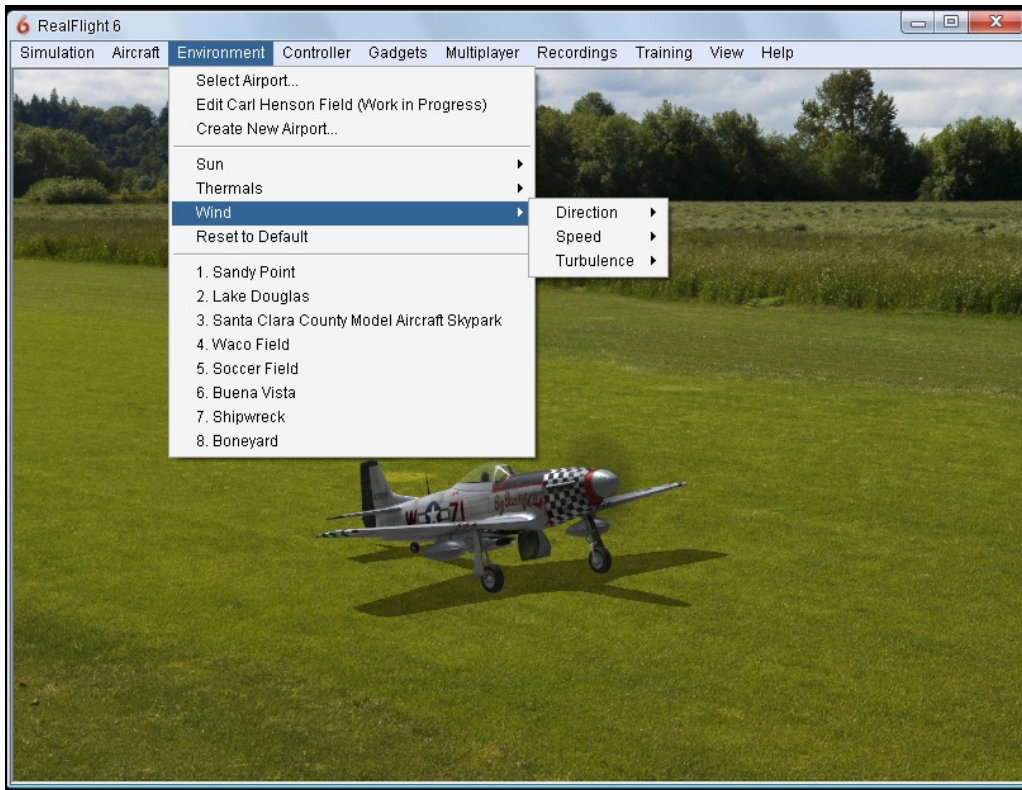 6 RealFlight 6
Simulation Aircraft Environment Controller Gadgets Multiplayer Recordings Training View Help
Select Airport...
Edit Carl Henson Field (Work in Progress)
Create New Airport...
Sun
Thermals
Wind
Direction
Speed
Turbulence
Reset to Default
1. Sandy Point
2. Lake Douglas
3. Santa Clara County Model Aircraft Skypark
4. Waco Field
5. Soccer Field
6. Buena Vista
7. Shipwreck
8. Boneyard
W ZI